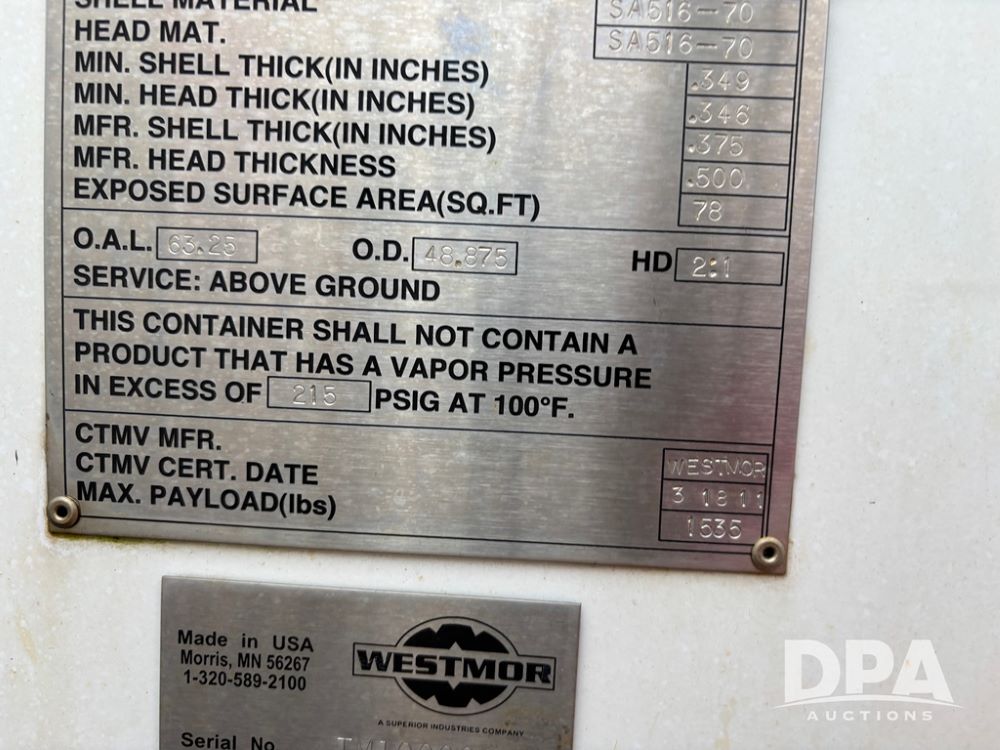 SHELL MATERIAL SA516-70
HEAD MAT. SA516-70
MIN. SHELL THICK(IN INCHES) .349
MIN. HEAD THICK(IN INCHES) .346
MFR. SHELL THICK(IN INCHES) .375
MFR. HEAD THICKNESS .500
EXPOSED SURFACE AREA(SQ.FT) 78
O.A.L. 63.25 O.D. 48.875 HD 2:1
SERVICE: ABOVE GROUND
THIS CONTAINER SHALL NOT CONTAIN A
PRODUCT THAT HAS A VAPOR PRESSURE
IN EXCESS OF 215 PSIG AT 100°F.
CTMV MFR. WESTMOR
CTMV CERT. DATE 3 18 11
MAX. PAYLOAD(lbs) 1535
Made in USA
Morris, MN 56267
1-320-589-2100
WESTMOR
A SUPERIOR INDUSTRIES COMPANY
Serial No.
DPA
AUCTIONS